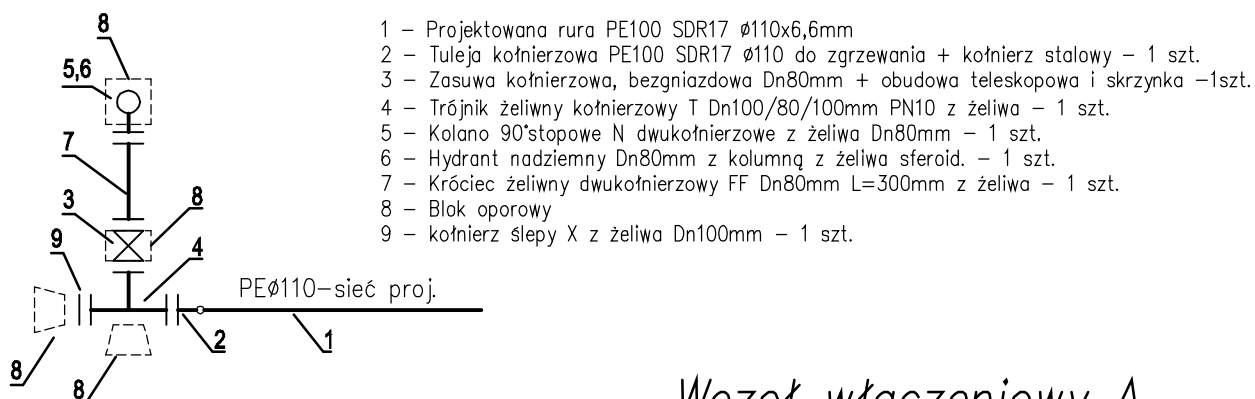 8
5,6
7
3
8
9
4
PEø110-sieć proj.
2
1
8
8
1 – Projektowana rura PE100 SDR17 ø110x6,6mm
2 – Tuleja kołnierzowa PE100 SDR17 ø110 do zgrzewania + kołnierz stalowy – 1 szt.
3 – Zasuwa kołnierzowa, bezgniazdowa Dn80mm + obudowa teleskopowa i skrzynka –1szt.
4 – Trójnik żeliwny kołnierzowy T Dn100/80/100mm PN10 z żeliwa – 1 szt.
5 – Kolano 90°stopowe N dwukołnierzowe z żeliwa Dn80mm – 1 szt.
6 – Hydrant nadziemny Dn80mm z kolumną z żeliwa sferoid. – 1 szt.
7 – Króciec żeliwny dwukołnierzowy FF Dn80mm L=300mm z żeliwa – 1 szt.
8 – Blok oporowy
9 – kołnierz ślepy X z żeliwa Dn100mm – 1 szt.
Węzeł włączeniowy A